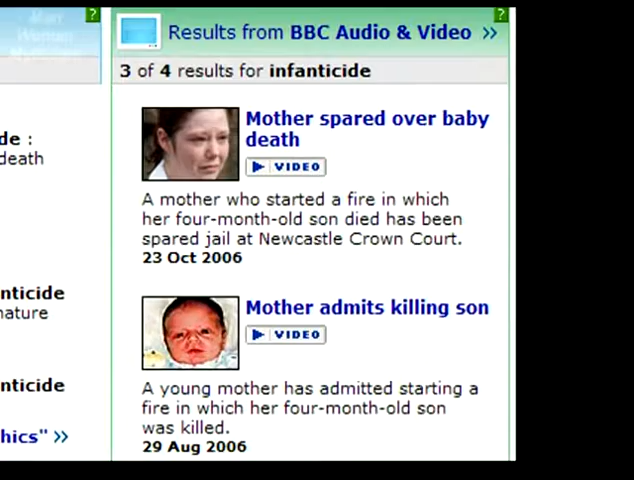 Results from BBC Audio & Video >>
3 of 4 results for infanticide
Mother spared over baby
death
VIDEO
A mother who started a fire in which
her four-month-old son died has been
spared jail at Newcastle Crown Court.
23 Oct 2006
Mother admits killing son
VIDEO
A young mother has admitted starting a
fire in which her four-month-old son
was killed.
29 Aug 2006
de :
death
nticide
nature
nticide
hics" >>
?
?